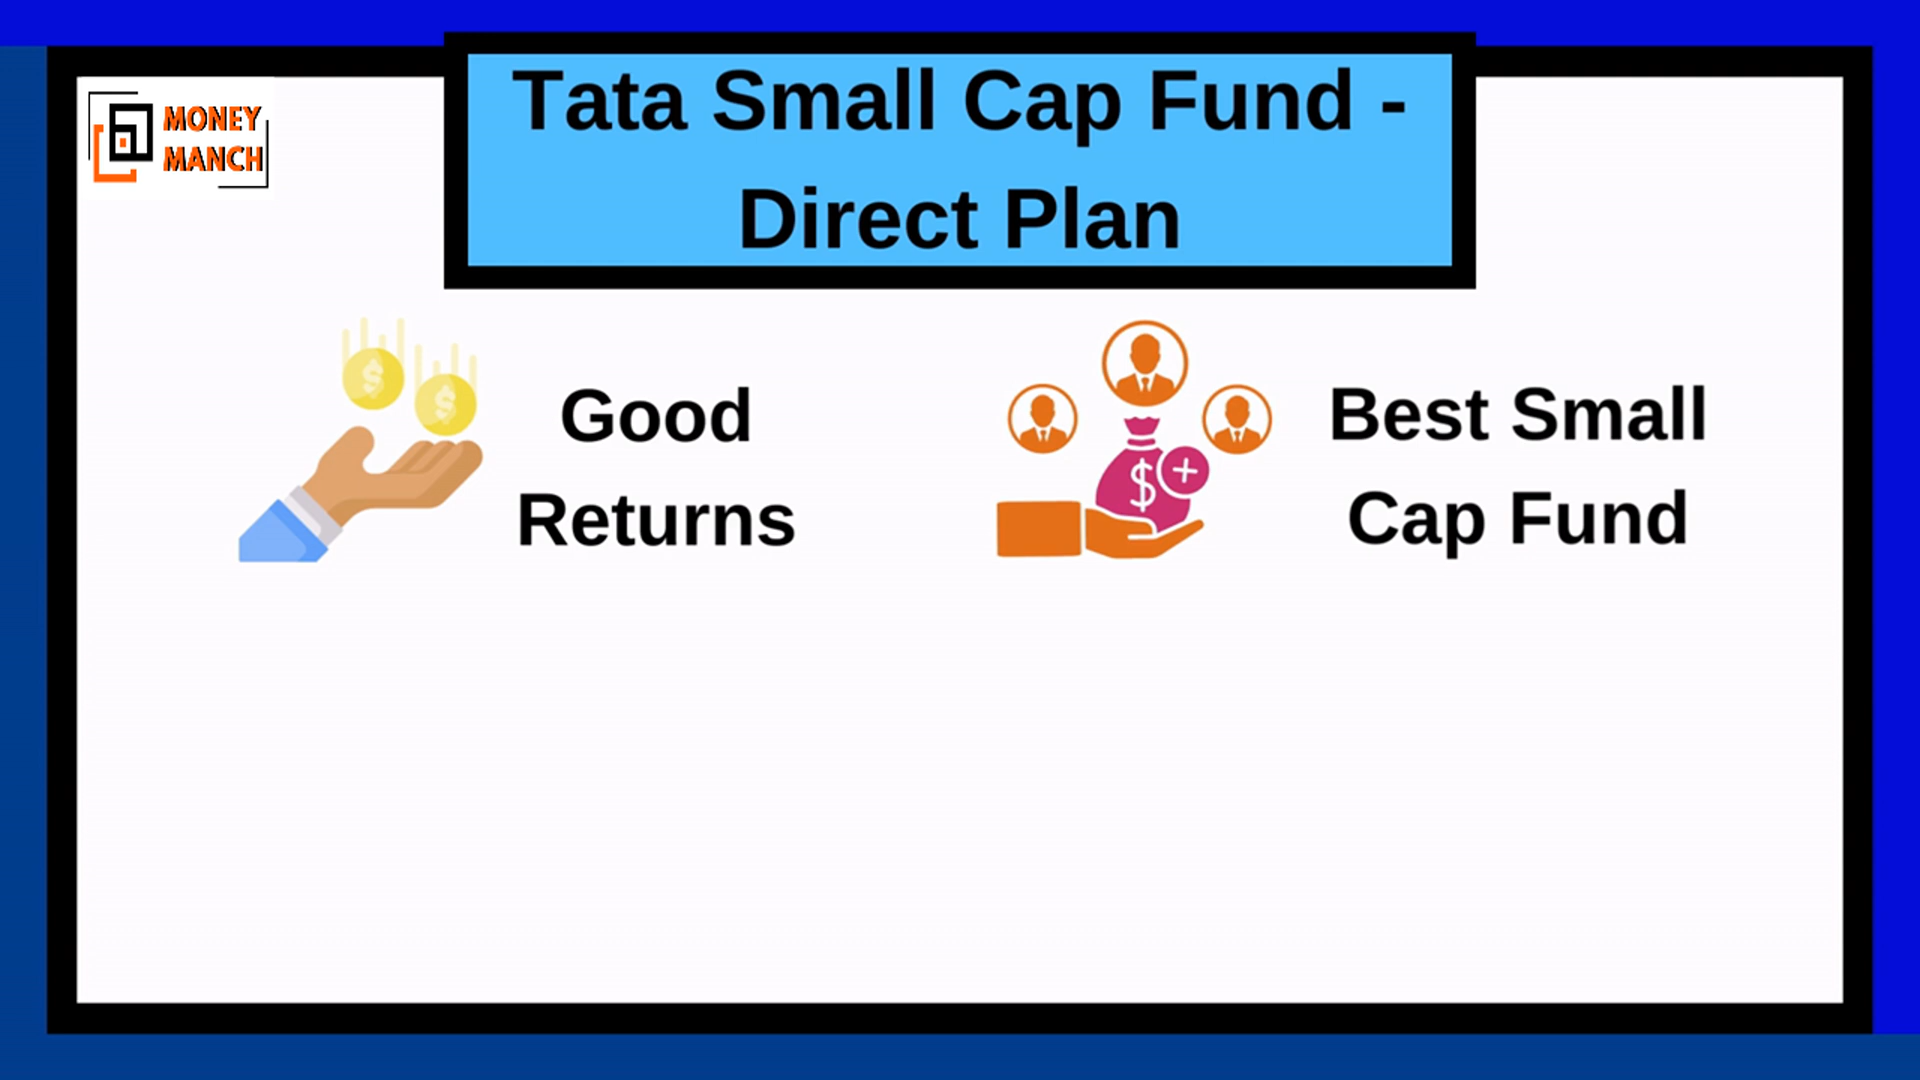 MONEY
MANCH
Tata Small Cap Fund -
Direct Plan
Good
Returns
Best Small
Cap Fund